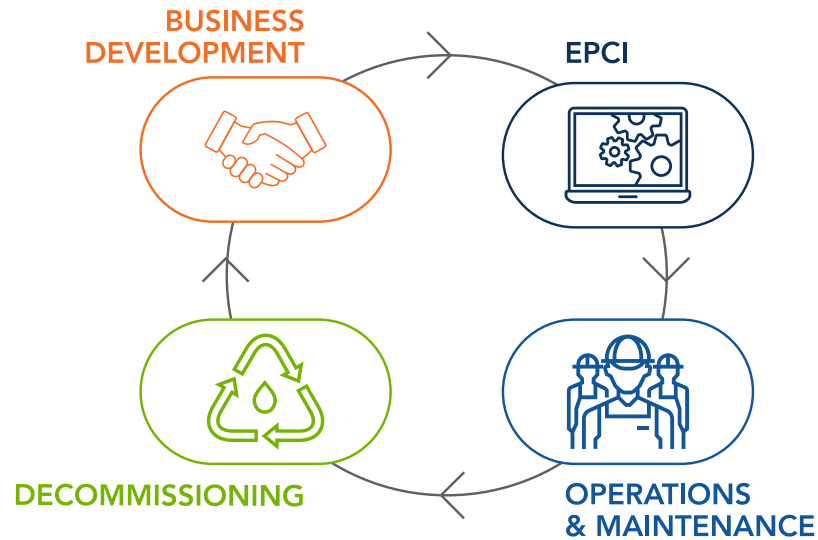 BUSINESS
DEVELOPMENT
EPCI
DECOMMISSIONING
OPERATIONS
& MAINTENANCE